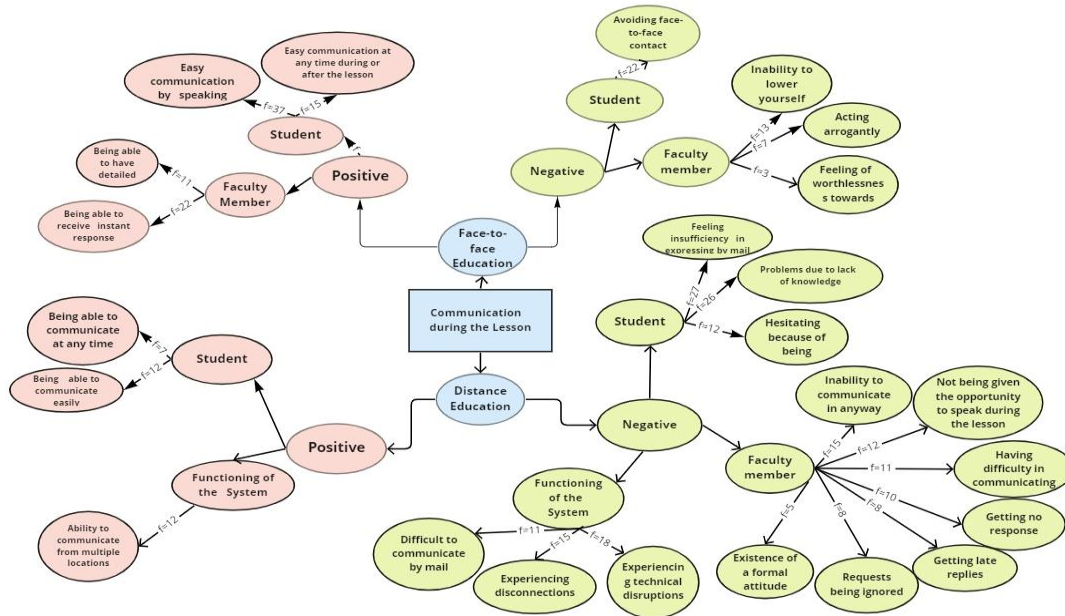 Avoiding face-
to-face
contact
f=22
Student
Easy communication at
any time during or
after the lesson
Easy
communication
by speaking
f=37
f=15
Student
f
Positive
Being able
to have
detailed
f=11
Faculty
Member
Being able to
receive instant
response
f=22
Inability to
lower
yourself
f=13
Acting
arrogantly
f=7
Faculty
member
f=3
Feeling of
worthlessnes
s towards
Negative
Face-to-
face
Education
Communication
during the Lesson
Distance
Education
Feeling
insufficiency in
expressing by mail
f=27
Problems due to lack
of knowledge
f=26
Student
f=12
Hesitating
because of
being
Being able to
communicate
at any time
f=7
Student
f=12
Being able to
communicate
easily
Positive
Functioning of
the System
f=12
Ability to
communicate
from multiple
locations
Negative
Inability to
communicate
in anyway
f=15
Not being given
the opportunity
to speak during
the lesson
f=12
Faculty
member
f=11
Having
difficulty in
communicating
f=10
Getting no
response
f=8
Getting late
replies
f=8
Requests
being ignored
f=5
Existence of
a formal
attitude
Functioning
of the
System
f=11
Difficult to
communicate
by mail
f=15
Experiencing
disconnections
f=18
Experiencin
g technical
disruptions